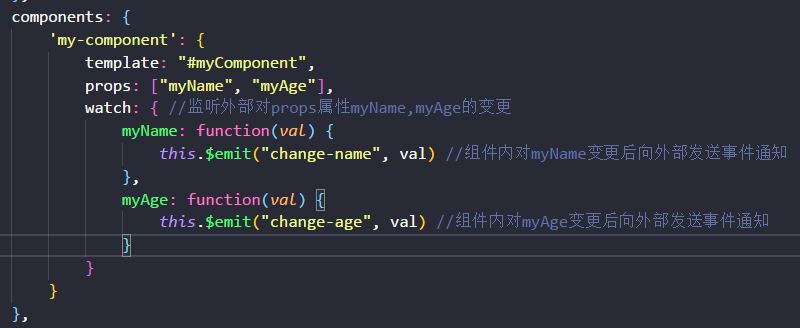 components: {
'my-component': {
template: "#myComponent",
props: ["myName", "myAge"],
watch: { //监听外部对props属性myName,myAge的变更
myName: function(val) {
this.$emit("change-name", val) //组件内对myName变更后向外部发送事件通知
},
myAge: function(val) {
this.$emit("change-age", val) //组件内对myAge变更后向外部发送事件通知
}
}
}
},